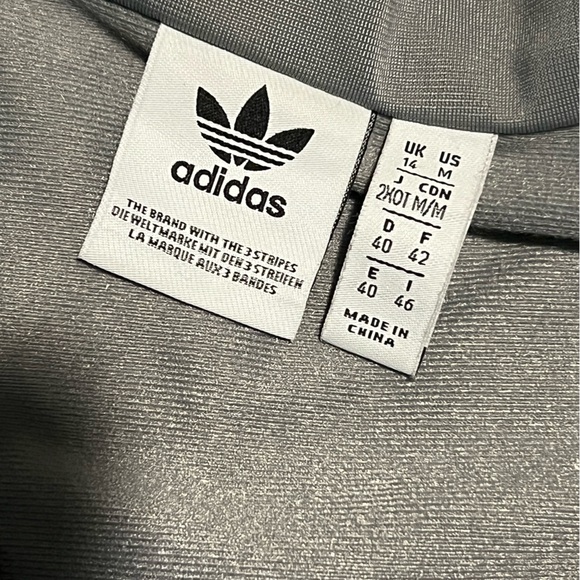 adidas
THE BRAND WITH THE 3 STRIPES
DIE WELTMARKE MIT DEN 3 STREIFEN
LA MARQUE AUX 3 BANDES
UK US
14 M
J CDN
2XOT M/M
D F
40 42
E I
40 46
MADE IN
CHINA